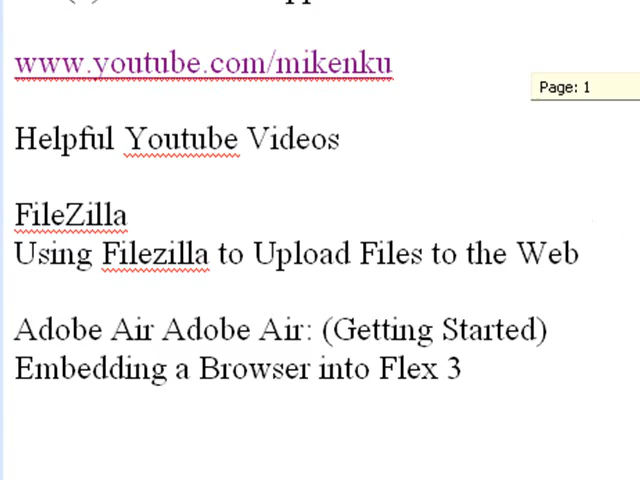 www.youtube.com/mikenku
Page: 1
Helpful Youtube Videos
FileZilla
Using Filezilla to Upload Files to the Web
Adobe Air Adobe Air: (Getting Started)
Embedding a Browser into Flex 3